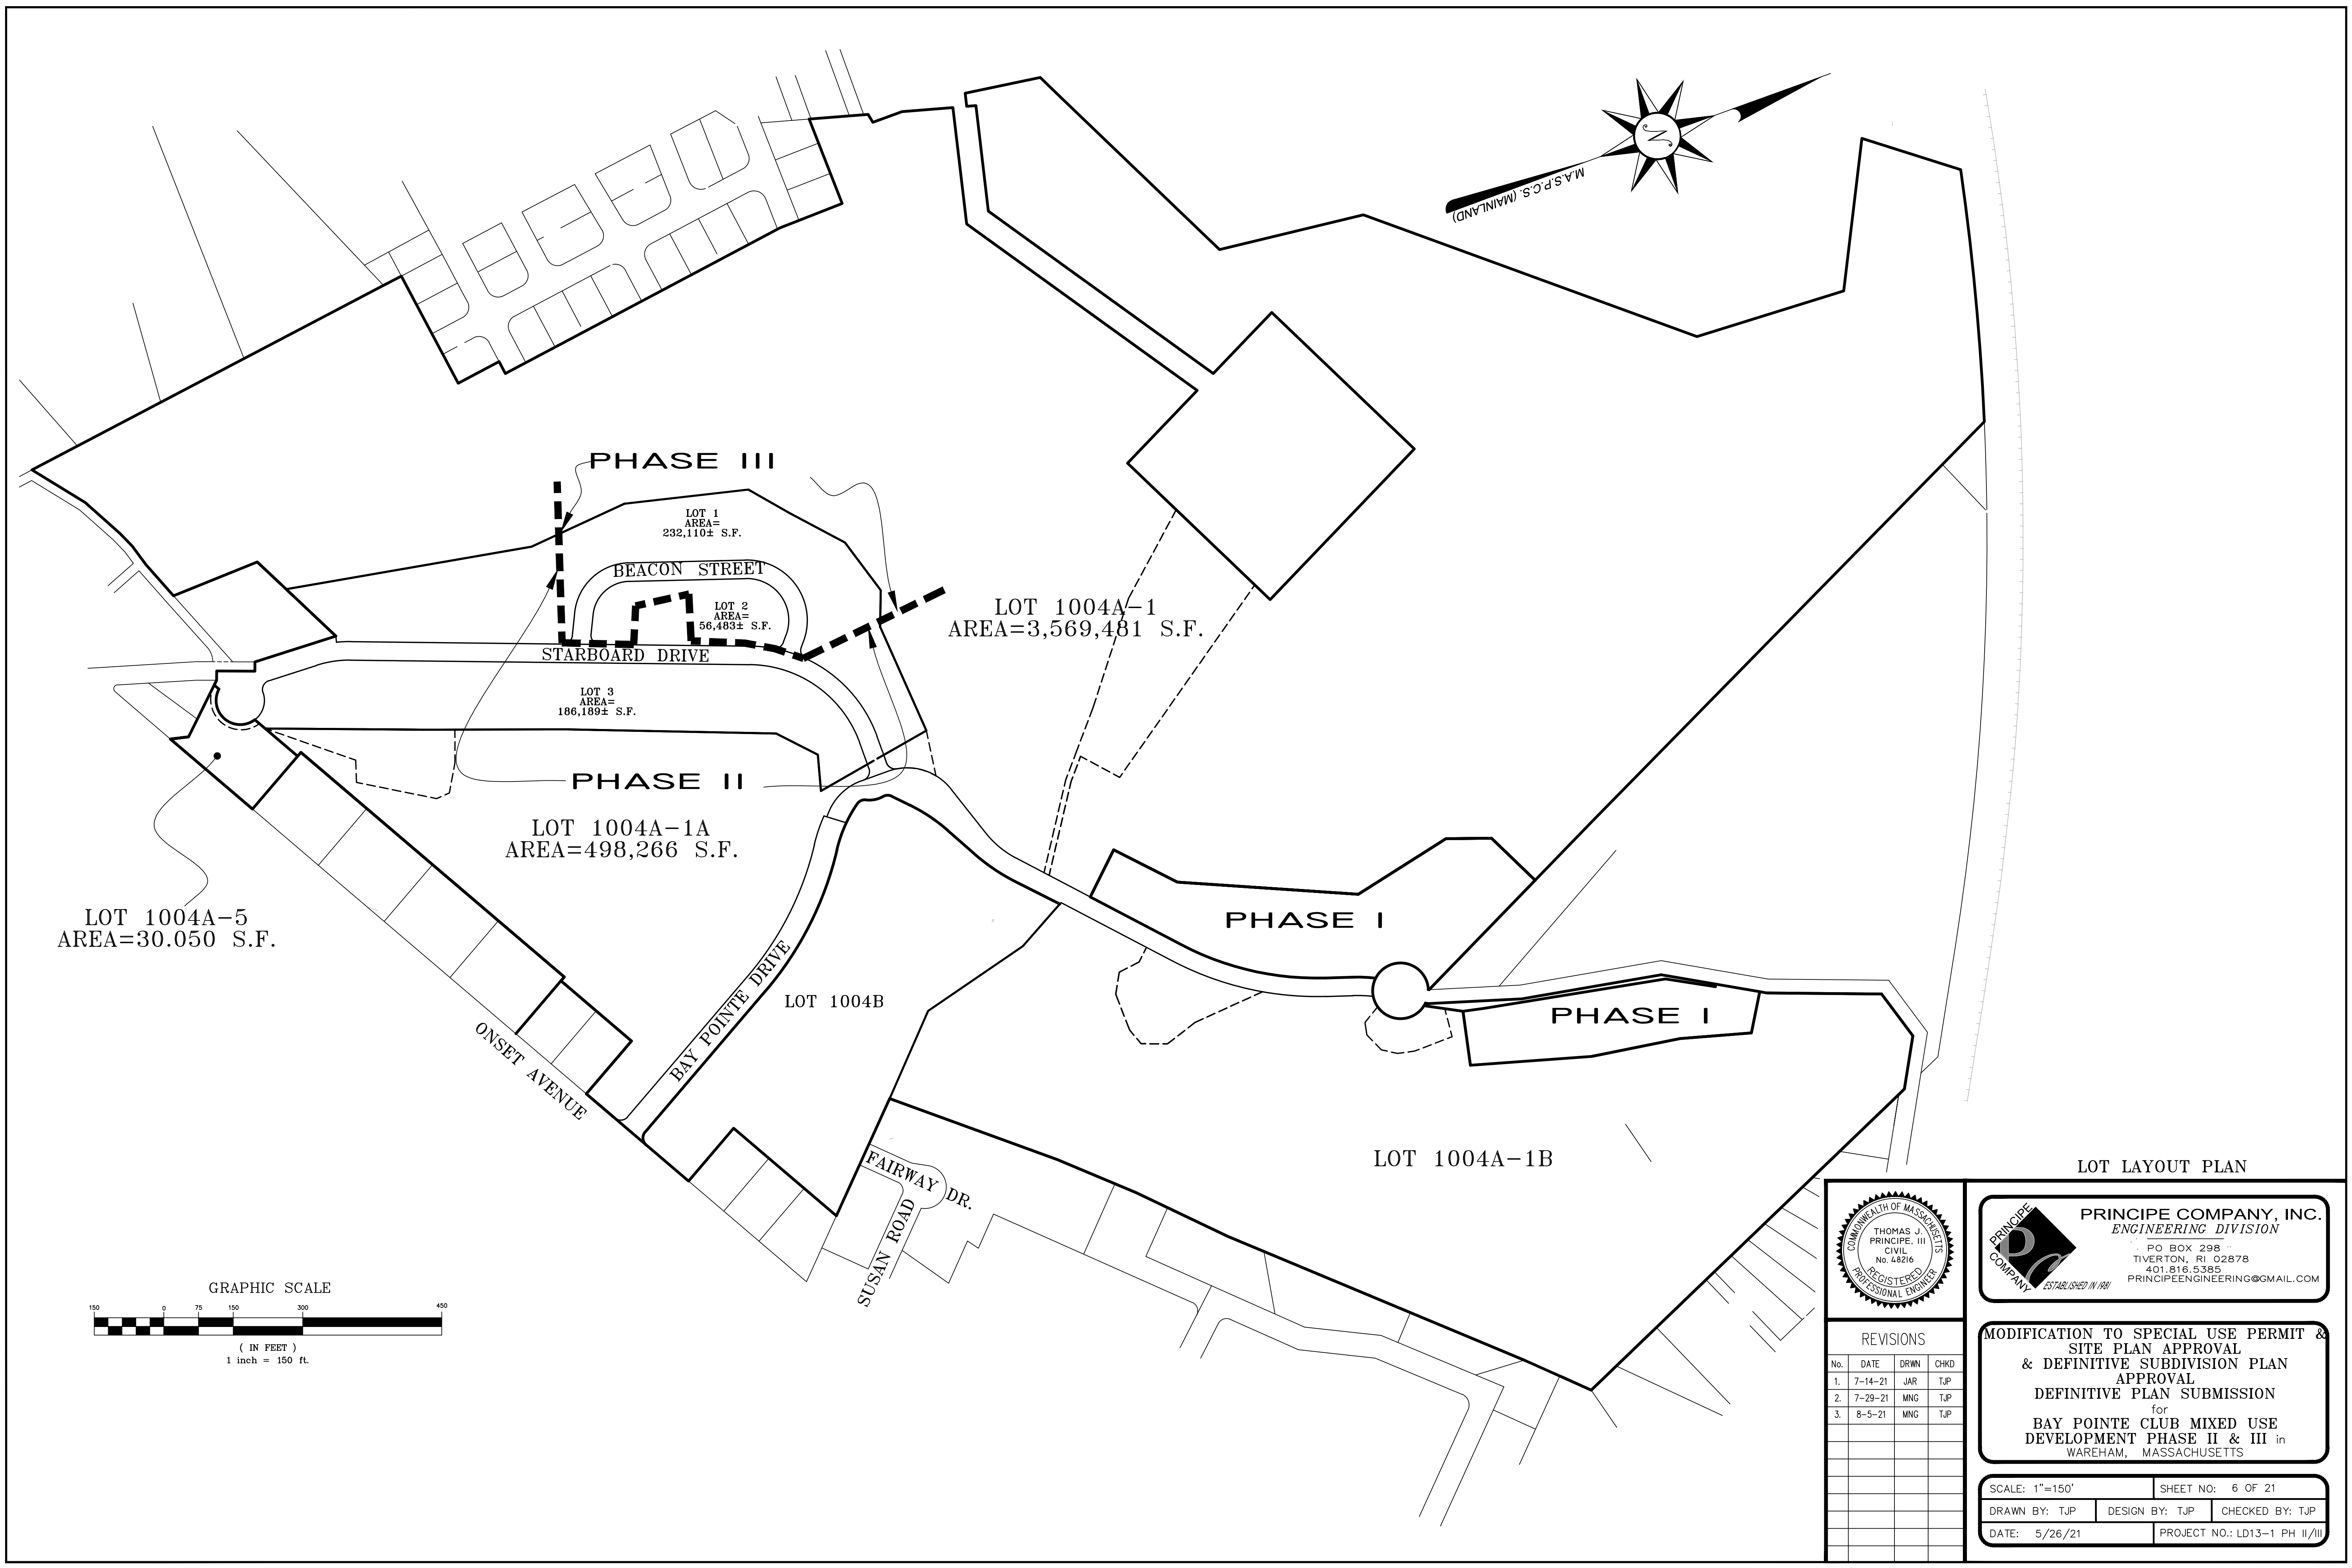 M.A.S.P.C.S. (MAINLAND)
PHASE III
LOT 1
AREA=
232,110± S.F.
BEACON STREET
LOT 2
AREA=
56,483± S.F.
STARBOARD DRIVE
LOT 3
AREA=
186,189± S.F.
LOT 1004A-1
AREA=3,569,481 S.F.
PHASE II
LOT 1004A-1A
AREA=498,266 S.F.
LOT 1004A-5
AREA=30.050 S.F.
PHASE I
PHASE I
LOT 1004B
BAY POINTE DRIVE
ONSET AVENUE
FAIRWAY DR.
SUSAN ROAD
LOT 1004A-1B
GRAPHIC SCALE
150 0 75 150 300 450
( IN FEET )
1 inch = 150 ft.
LOT LAYOUT PLAN
COMMONWEALTH OF MASSACHUSETTS
THOMAS J.
PRINCIPE, III
CIVIL
No. 48216
REGISTERED
PROFESSIONAL ENGINEER
PRINCIPE
COMPANY
ESTABLISHED IN 1981
PRINCIPE COMPANY, INC.
ENGINEERING DIVISION
PO BOX 298
TIVERTON, RI 02878
401.816.5385
PRINCIPEENGINEERING@GMAIL.COM
REVISIONS
No. DATE DRWN CHKD
1. 7-14-21 JAR TJP
2. 7-29-21 MNG TJP
3. 8-5-21 MNG TJP
MODIFICATION TO SPECIAL USE PERMIT &
SITE PLAN APPROVAL
& DEFINITIVE SUBDIVISION PLAN
APPROVAL
DEFINITIVE PLAN SUBMISSION
for
BAY POINTE CLUB MIXED USE
DEVELOPMENT PHASE II & III in
WAREHAM, MASSACHUSETTS
SCALE: 1"=150' SHEET NO: 6 OF 21
DRAWN BY: TJP DESIGN BY: TJP CHECKED BY: TJP
DATE: 5/26/21 PROJECT NO.: LD13-1 PH II/III